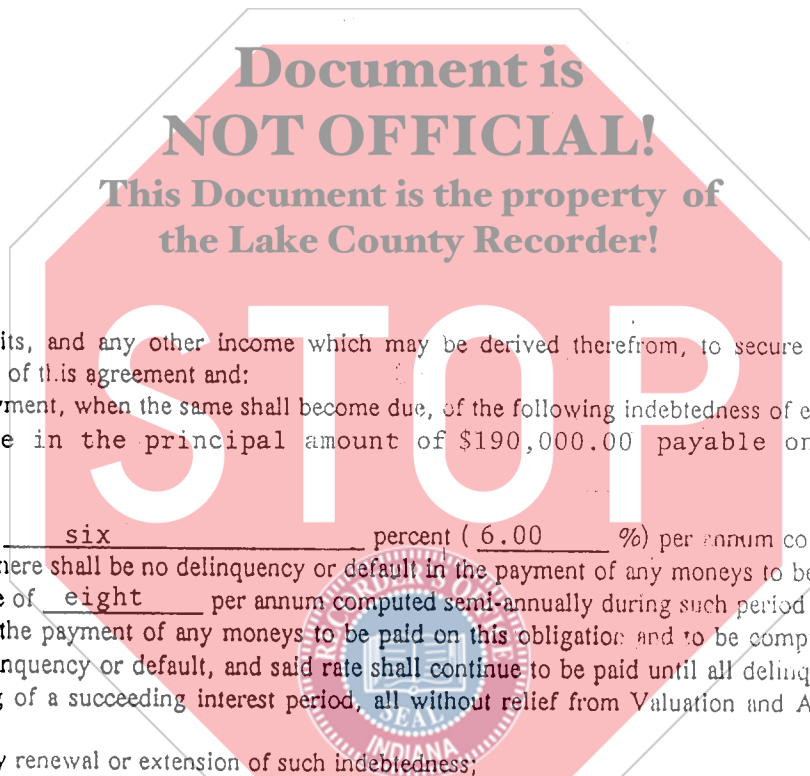 Document is
NOT OFFICIAL!
This Document is the property of
the Lake County Recorder!
STOP
its, and any other income which may be derived therefrom, to secure
of this agreement and:
yment, when the same shall become due, of the following indebtedness of e
e in the principal amount of $190,000.00 payable on
six percent ( 6.00 %) per annum co
here shall be no delinquency or default in the payment of any moneys to be
e of eight per annum computed semi-annually during such period
the payment of any moneys to be paid on this obligation and to be comp
inquency or default, and said rate shall continue to be paid until all delinq
g of a succeeding interest period, all without relief from Valuation and A
y renewal or extension of such indebtedness;
SEAL
INDIANA